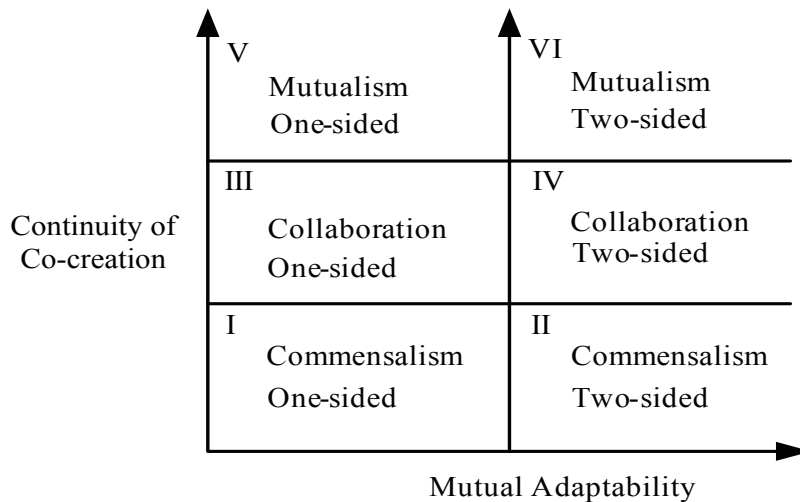 V
Mutualism
One-sided
VI
Mutualism
Two-sided
Continuity of
Co-creation
III
Collaboration
One-sided
IV
Collaboration
Two-sided
I
Commensalism
One-sided
II
Commensalism
Two-sided
Mutual Adaptability